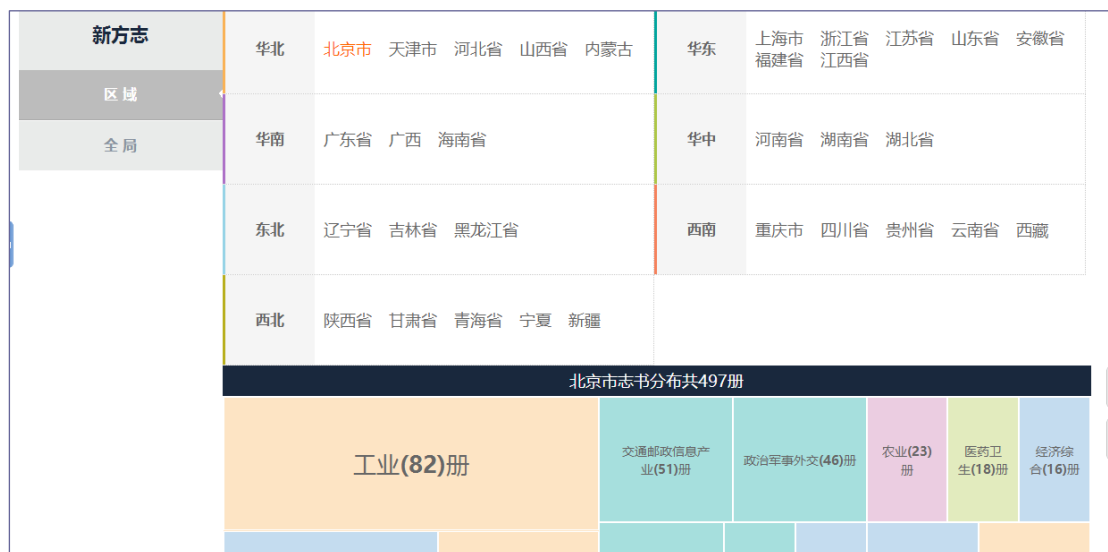 新方志
区域
全局
华北
北京市 天津市 河北省 山西省 内蒙古
华东
上海市 浙江省 江苏省 山东省 安徽省
福建省 江西省
华南
广东省 广西 海南省
华中
河南省 湖南省 湖北省
东北
辽宁省 吉林省 黑龙江省
西南
重庆市 四川省 贵州省 云南省 西藏
西北
陕西省 甘肃省 青海省 宁夏 新疆
北京市志书分布共497册
工业(82)册
交通邮政信息产
业(51)册
政治军事外交(46)册
农业(23)
册
医药卫
生(18)册
经济综
合(16)册